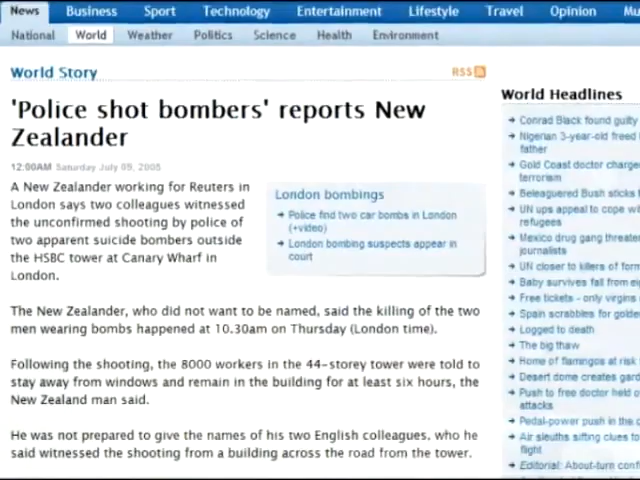 News Business Sport Technology Entertainment Lifestyle Travel Opinion
National World Weather Politics Science Health Environment
World Story
RSS
'Police shot bombers' reports New
Zealander
12:00AM Saturday July 09, 2005
A New Zealander working for Reuters in
London says two colleagues witnessed
the unconfirmed shooting by police of
two apparent suicide bombers outside
the HSBC tower at Canary Wharf in
London.
London bombings
Police find two car bombs in London
(+video)
London bombing suspects appear in
court
The New Zealander, who did not want to be named, said the killing of the two
men wearing bombs happened at 10.30am on Thursday (London time).
Following the shooting, the 8000 workers in the 44-storey tower were told to
stay away from windows and remain in the building for at least six hours, the
New Zealand man said.
He was not prepared to give the names of his two English colleagues, who he
said witnessed the shooting from a building across the road from the tower.
World Headlines
Conrad Black found guilty
Nigerian 3-year-old freed
father
Gold Coast doctor charged
terrorism
Beleaguered Bush sticks
UN ups appeal to cope
refugees
Mexico drug gang
journalists
UN closer to killers of
Baby survives fall from
Free tickets - only virgins
Spain scrabbles for
Logged to death
The big thaw
Home of flamingos at risk
Desert dome creates
Push to free doctor held
attacks
Pedal-power push in the
Air sleuths sifting clues to
flight
Editorial: About-turn